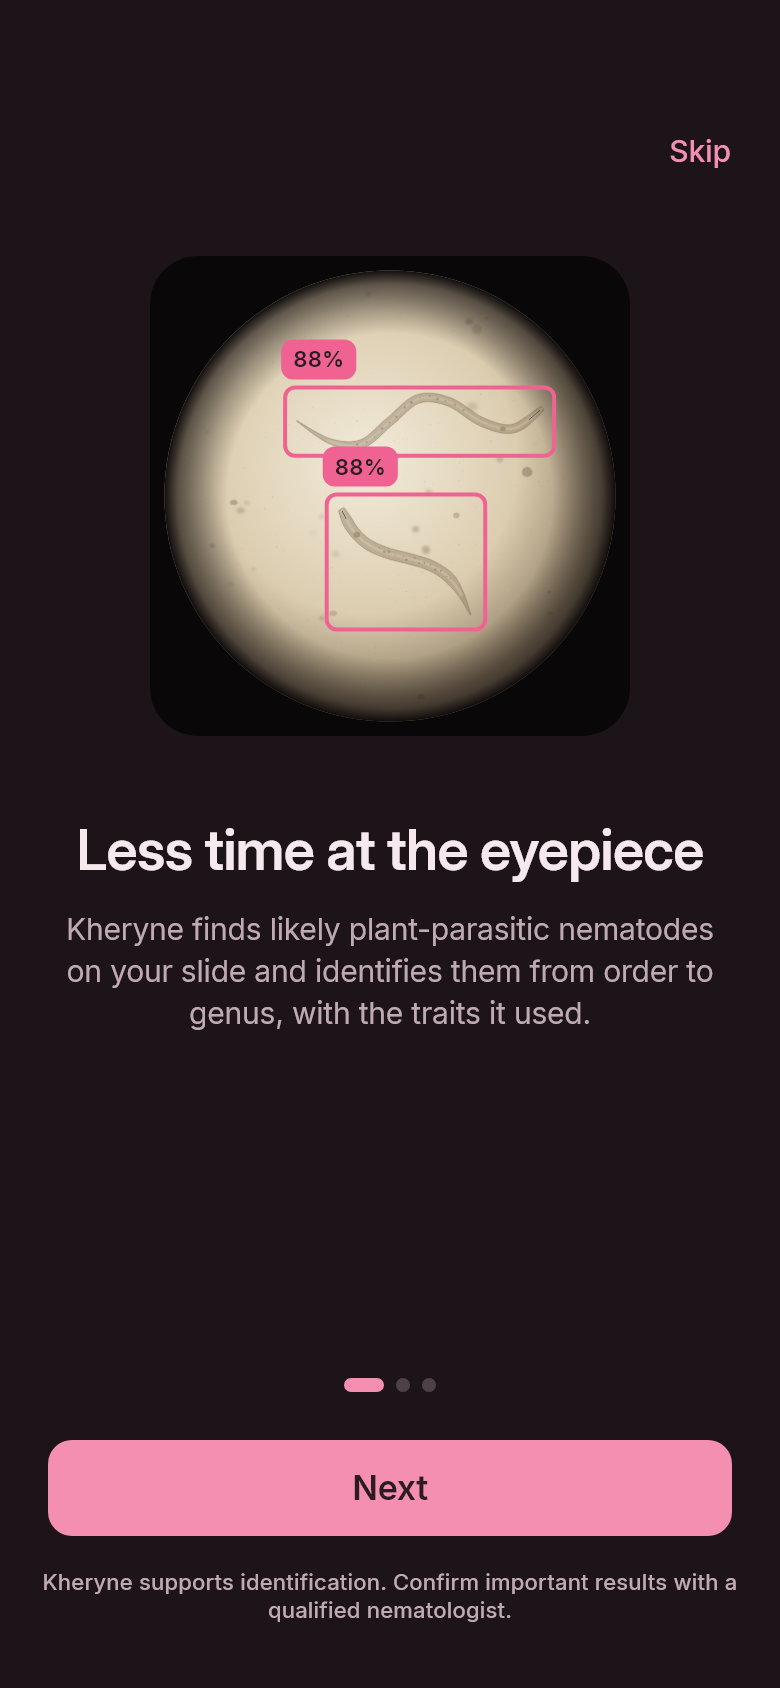 Skip
88%
88%
Less time at the eyepiece
Kheryne finds likely plant-parasitic nematodes
on your slide and identifies them from order to
genus, with the traits it used.
Next
Kheryne supports identification. Confirm important results with a
qualified nematologist.